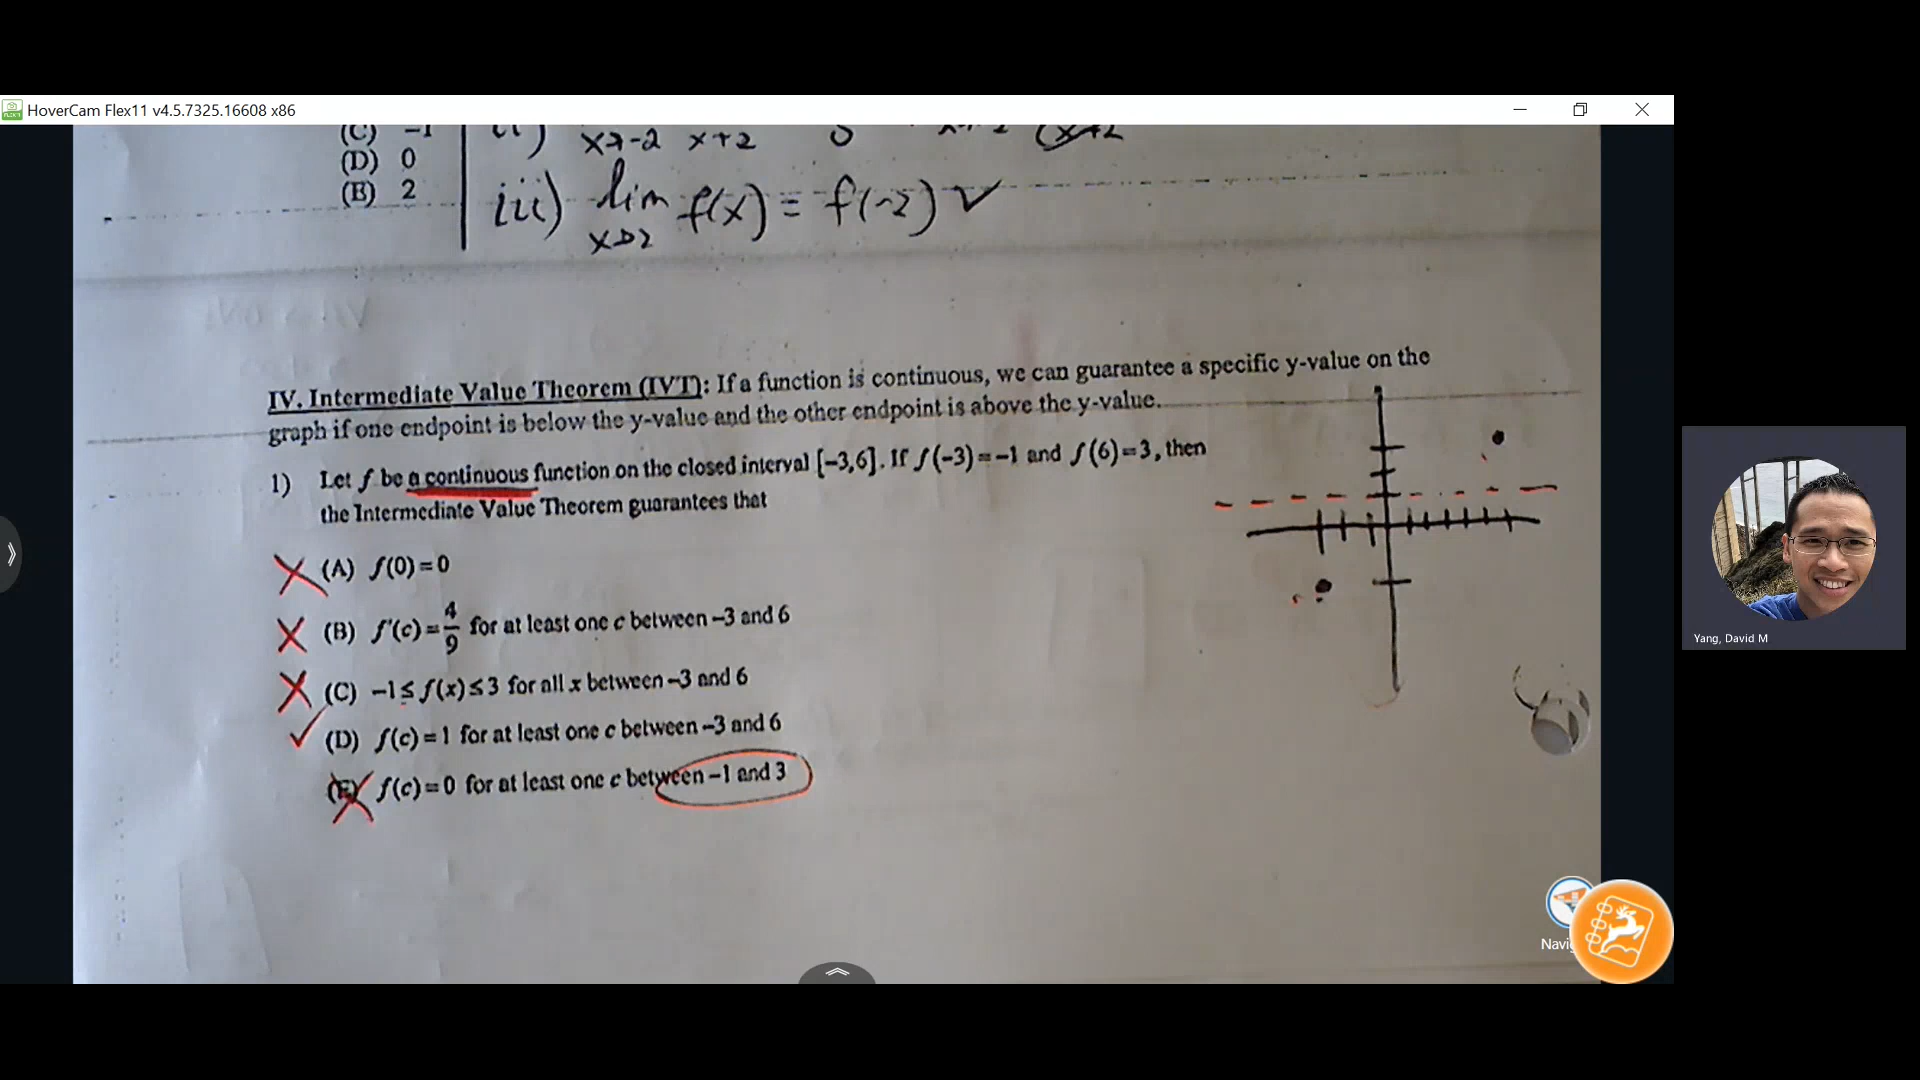 HoverCam Flex11 v4.5.7325.16608 x86
(C) -1
(D) 0
(E) 2
x→-2 x+2 0
iii) lim f(x) = f(-2) ✓
x→2
IV. Intermediate Value Theorem (IVT): If a function is continuous, we can guarantee a specific y-value on the
graph if one endpoint is below the y-value and the other endpoint is above the y-value.
1) Let f be a continuous function on the closed interval [-3,6]. If f(-3)=-1 and f(6)=3, then
the Intermediate Value Theorem guarantees that
(A) f(0)=0
(B) f'(c)=4/9 for at least one c between -3 and 6
(C) -1≤f(x)≤3 for all x between -3 and 6
(D) f(c)=1 for at least one c between -3 and 6
(E) f(c)=0 for at least one c between -1 and 3
Yang, David M